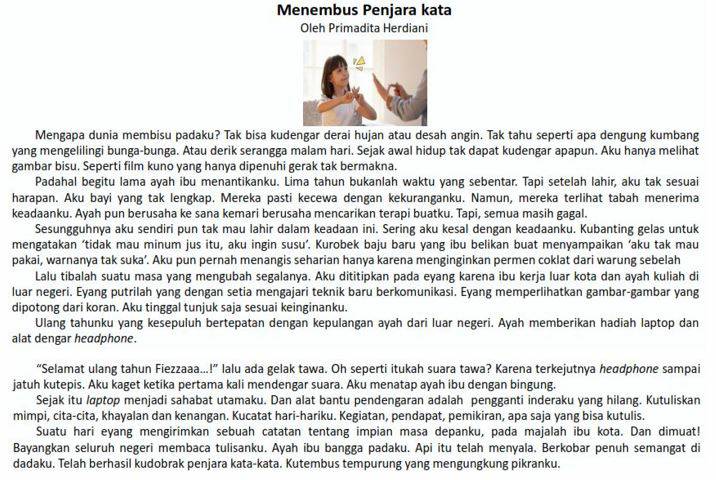 Menembus Penjara kata
Oleh Primadita Herdiani
Mengapa dunia membisu padaku? Tak bisa kudengar derai hujan atau desah angin. Tak tahu seperti apa dengung kumbang
yang mengelilingi bunga-bunga. Atau derik serangga malam hari. Sejak awal hidup tak dapat kudengar apapun. Aku hanya melihat
gambar bisu. Seperti film kuno yang hanya dipenuhi gerak tak bermakna.
Padahal begitu lama ayah ibu menantikanku. Lima tahun bukanlah waktu yang sebentar. Tapi setelah lahir, aku tak sesuai
harapan. Aku bayi yang tak lengkap. Mereka pasti kecewa dengan kekuranganku. Namun, mereka terlihat tabah menerima
keadaanku. Ayah pun berusaha ke sana kemari berusaha mencarikan terapi buatku. Tapi, semua masih gagal.
Sesungguhnya aku sendiri pun tak mau lahir dalam keadaan ini. Sering aku kesal dengan keadaanku. Kubanting gelas untuk
mengatakan 'tidak mau minum jus itu, aku ingin susu'. Kurobek baju baru yang ibu belikan buat menyampaikan 'aku tak mau
pakai, warnanya tak suka'. Aku pun pernah menangis seharian hanya karena menginginkan permen coklat dari warung sebelah
Lalu tibalah suatu masa yang mengubah segalanya. Aku dititipkan pada eyang karena ibu kerja luar kota dan ayah kuliah di
luar negeri. Eyang putrilah yang dengan setia mengajari teknik baru berkomunikasi. Eyang memperlihatkan gambar-gambar yang
dipotong dari koran. Aku tinggal tunjuk saja sesuai keinginanku.
Ulang tahunku yang kesepuluh bertepatan dengan kepulangan ayah dari luar negeri. Ayah memberikan hadiah laptop dan
alat dengar headphone.
"Selamat ulang tahun Fiezzaaa...!" lalu ada gelak tawa. Oh seperti itukah suara tawa? Karena terkejutnya headphone sampai
jatuh kutepis. Aku kaget ketika pertama kali mendengar suara. Aku menatap ayah ibu dengan bingung.
Sejak itu laptop menjadi sahabat utamaku. Dan alat bantu pendengaran adalah pengganti inderaku yang hilang. Kutuliskan
mimpi, cita-cita, khayalan dan kenangan. Kucatat hari-hariku. Kegiatan, pendapat, pemikiran, apa saja yang bisa kutulis.
Suatu hari eyang mengirimkan sebuah catatan tentang impian masa depanku, pada majalah ibu kota. Dan dimuat!
Bayangkan seluruh negeri membaca tulisanku. Ayah ibu bangga padaku. Api itu telah menyala. Berkobar penuh semangat di
dadaku. Telah berhasil kudobrak penjara kata-kata. Kutembus tempurung yang mengungkung pikranku.